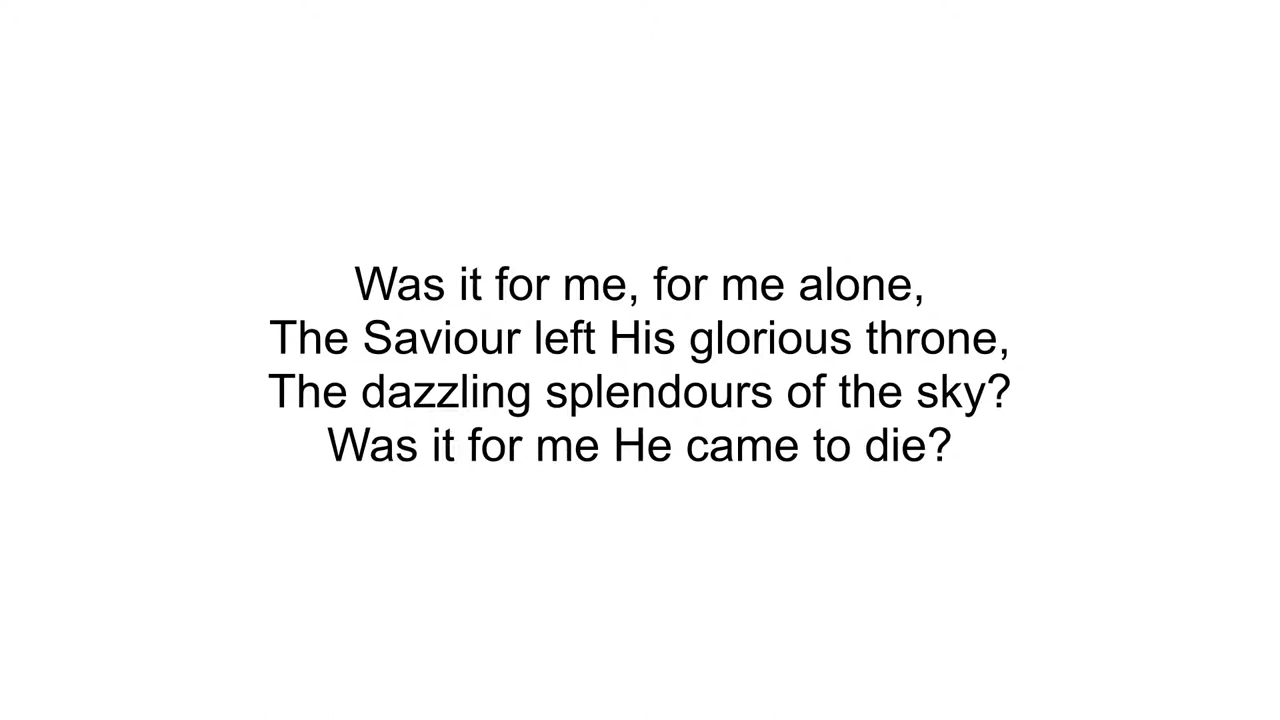 Was it for me, for me alone,
The Saviour left His glorious throne,
The dazzling splendours of the sky?
Was it for me He came to die?